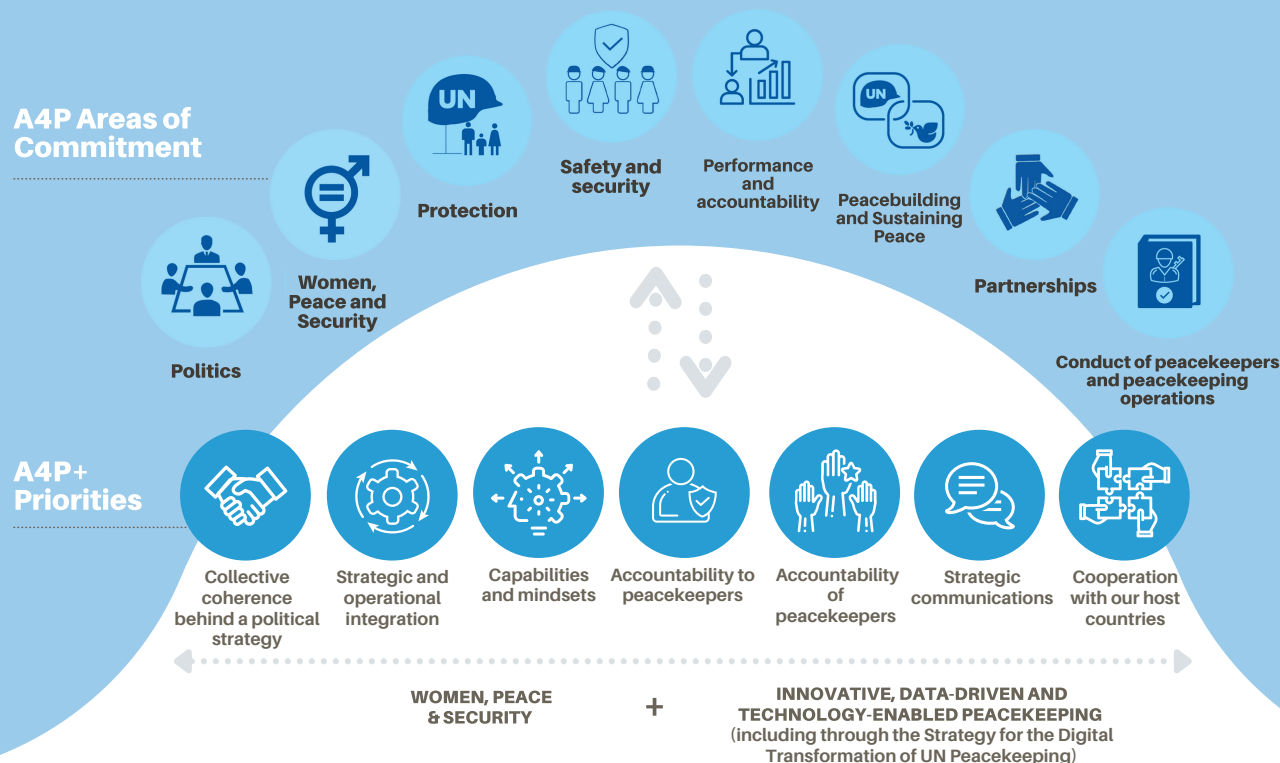 A4P Areas of
Commitment
UN
UN
Safety and
security
Performance
and
accountability
Protection
Peacebuilding
and Sustaining
Peace
Women,
Peace and
Security
Partnerships
Politics
Conduct of peacekeepers
and peacekeeping
operations
A4P+
Priorities
Collective
coherence
behind a political
strategy
Strategic and
operational
integration
Capabilities
and mindsets
Accountability to
peacekeepers
Accountability
of
peacekeepers
Strategic
communications
Cooperation
with our host
countries
WOMEN, PEACE
& SECURITY
+
INNOVATIVE, DATA-DRIVEN AND
TECHNOLOGY-ENABLED PEACEKEEPING
(including through the Strategy for the Digital
Transformation of UN Peacekeeping)